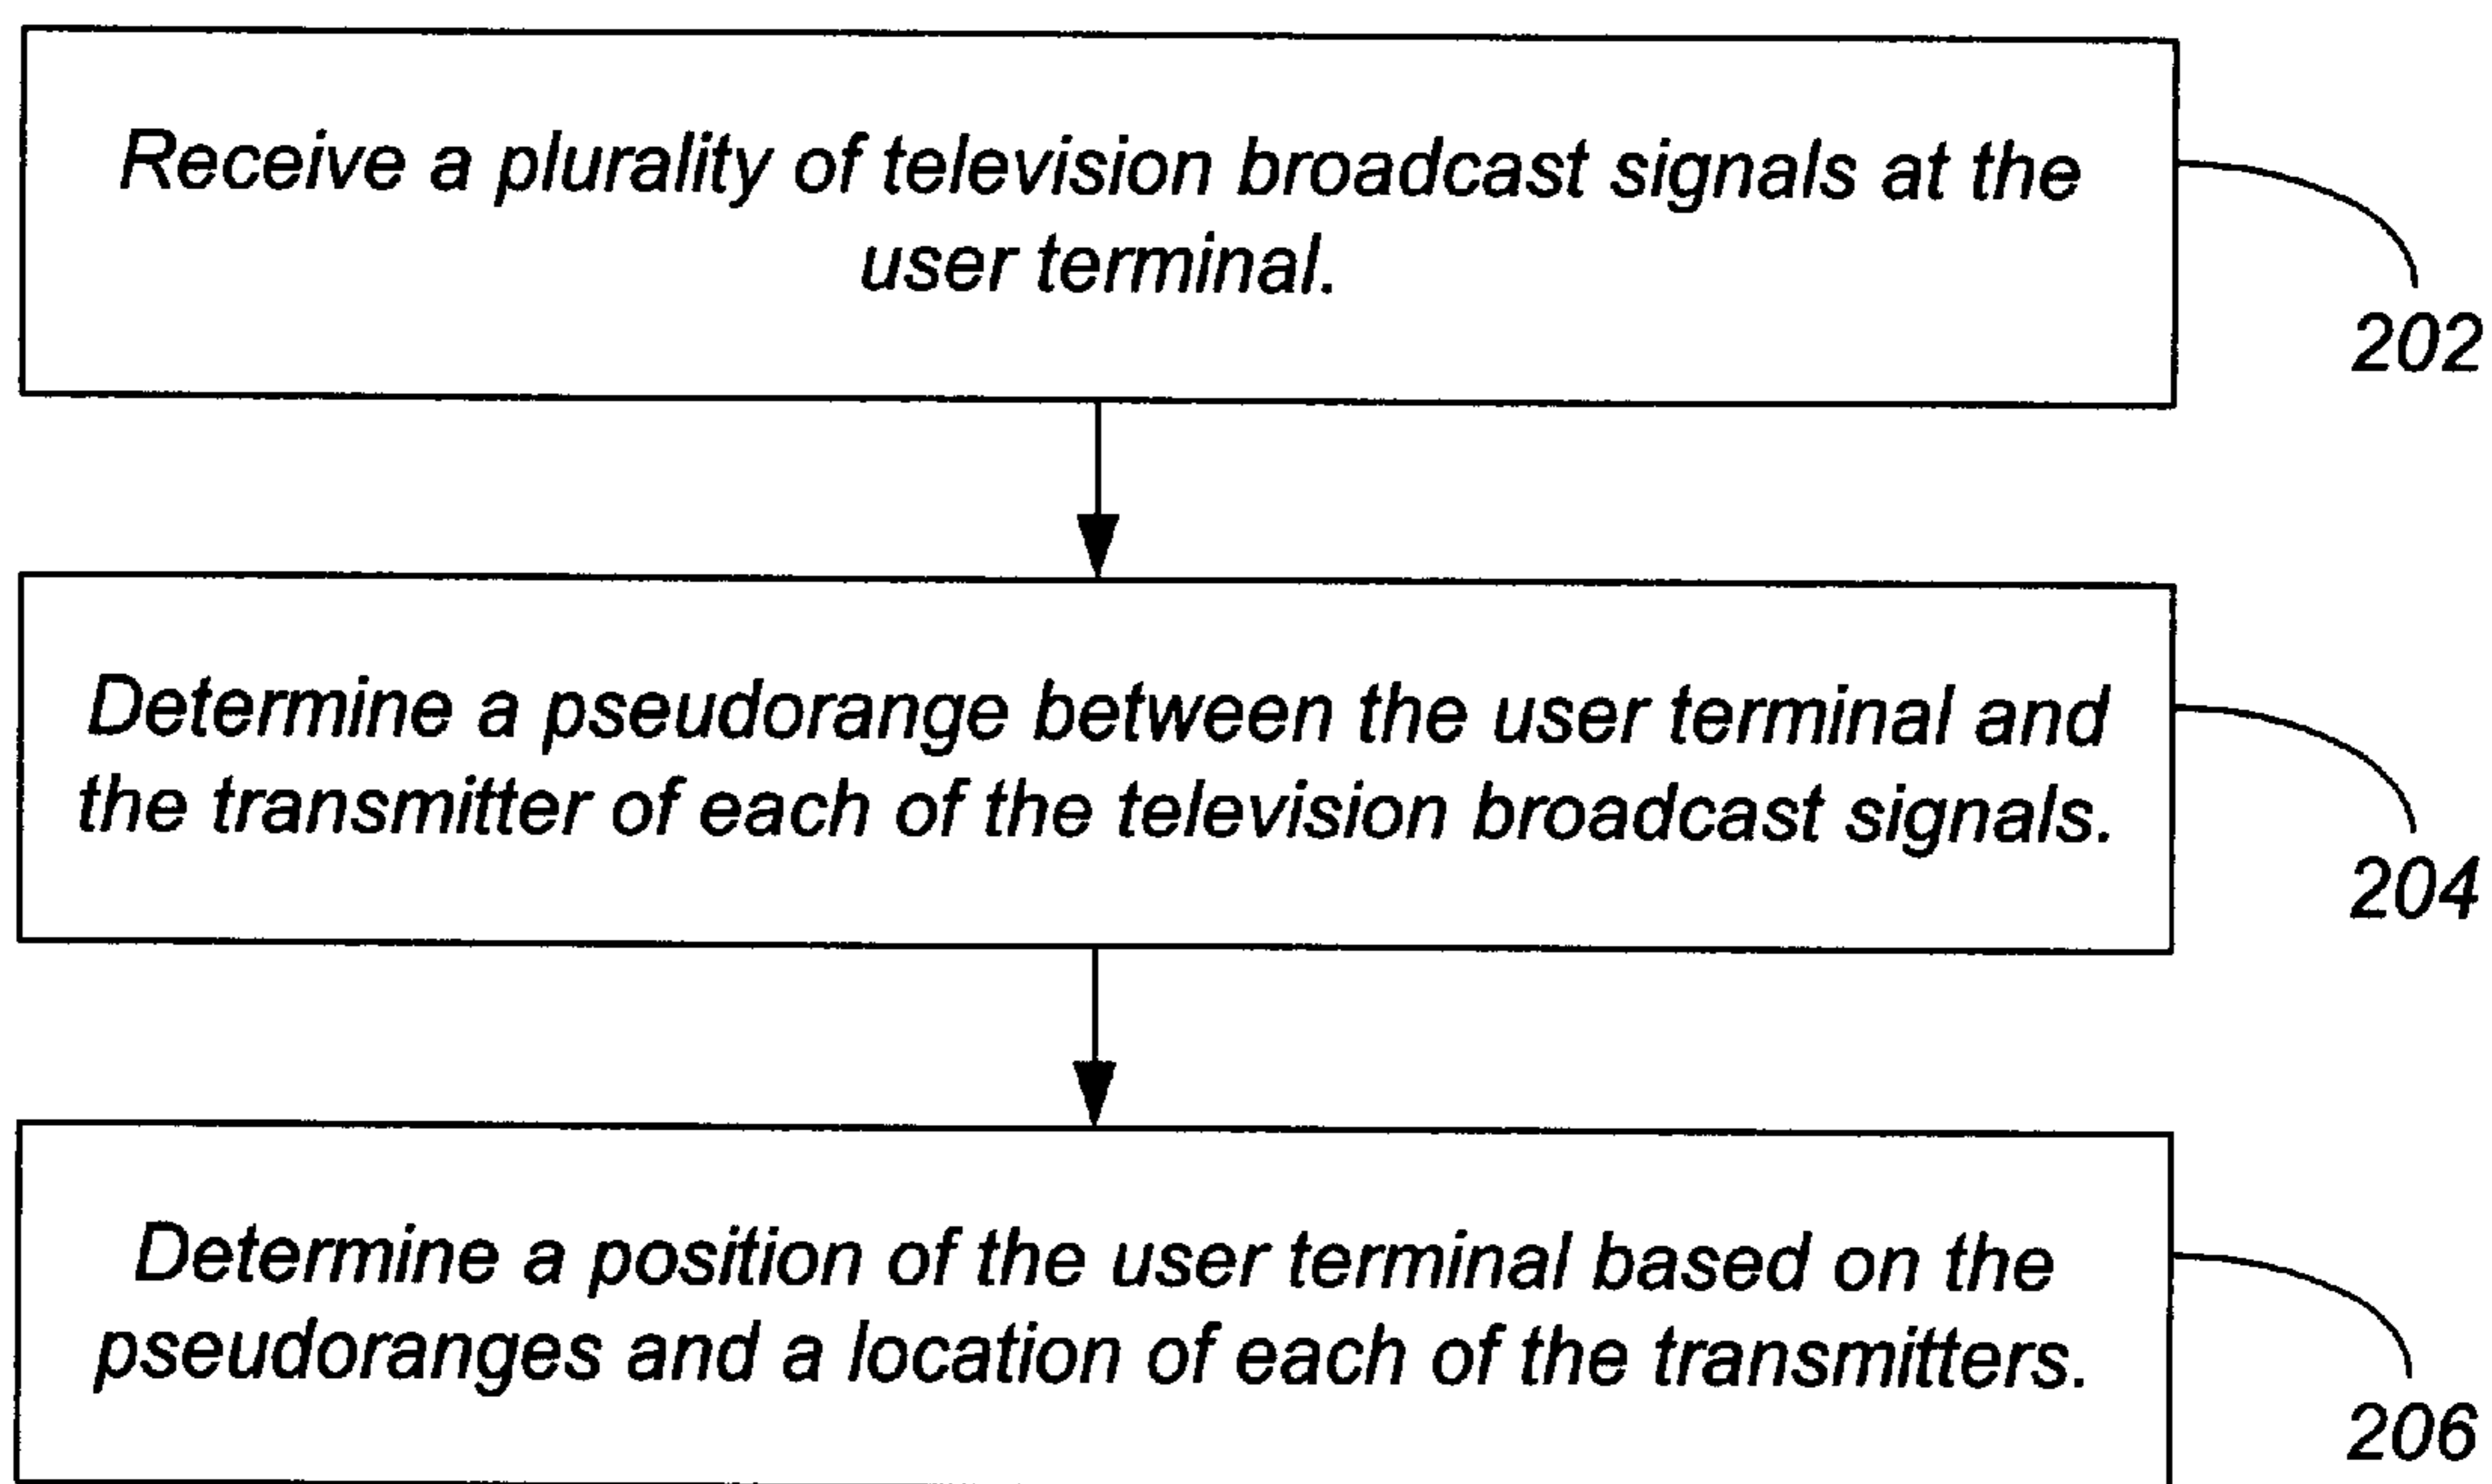 Receive a plurality of television broadcast signals at the
user terminal.
202
Determine a pseudorange between the user terminal and
the transmitter of each of the television broadcast signals.
204
Determine a position of the user terminal based on the
pseudoranges and a location of each of the transmitters.
206